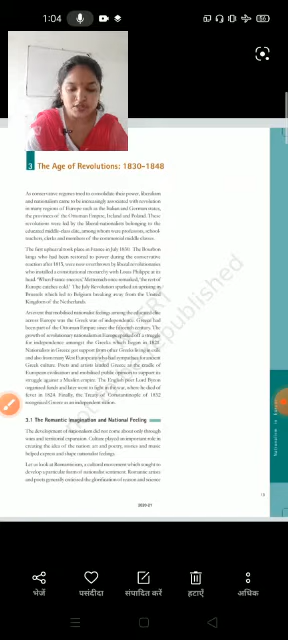 1:04
56
3 The Age of Revolutions: 1830-1848
As conservative regimes tried to consolidate their power, liberalism
and nationalism came to be increasingly associated with revolution
in many regions of Europe such as the Italian and German states,
the provinces of the Ottoman Empire, Ireland and Poland. These
revolutions were led by the liberal-nationalists belonging to the
educated middle-class elite, among whom were professors, school-
teachers, clerks and members of the commercial middle classes.
The first upheaval took place in France in July 1830. The Bourbon
kings who had been restored to power during the conservative
reaction after 1815, were now overthrown by liberal revolutionaries
who installed a constitutional monarchy with Louis Philippe at its
head. 'When France sneezes,' Metternich once remarked, 'the rest of
Europe catches cold.' The July Revolution sparked an uprising in
Brussels which led to Belgium breaking away from the United
Kingdom of the Netherlands.
An event that mobilised nationalist feelings among the educated elite
across Europe was the Greek war of independence. Greece had
been part of the Ottoman Empire since the fifteenth century. The
growth of revolutionary nationalism in Europe sparked off a struggle
for independence amongst the Greeks which began in 1821.
Nationalists in Greece got support from other Greeks living in exile
and also from many West Europeans who had sympathies for ancient
Greek culture. Poets and artists lauded Greece as the cradle of
European civilisation and mobilised public opinion to support its
struggle against a Muslim empire. The English poet Lord Byron
organised funds and later went to fight in the war, where he died of
fever in 1824. Finally, the Treaty of Constantinople of 1832
recognised Greece as an independent nation.
3.1 The Romantic Imagination and National Feeling
The development of nationalism did not come about only through
wars and territorial expansion. Culture played an important role in
creating the idea of the nation: art and poetry, stories and music
helped express and shape nationalist feelings.
Let us look at Romanticism, a cultural movement which sought to
develop a particular form of nationalist sentiment. Romantic artists
and poets generally criticised the glorification of reason and science
Nationalism in
2020-21
भेजें
पसंदीदा
संपादित करें
हटाएँ
अधिक